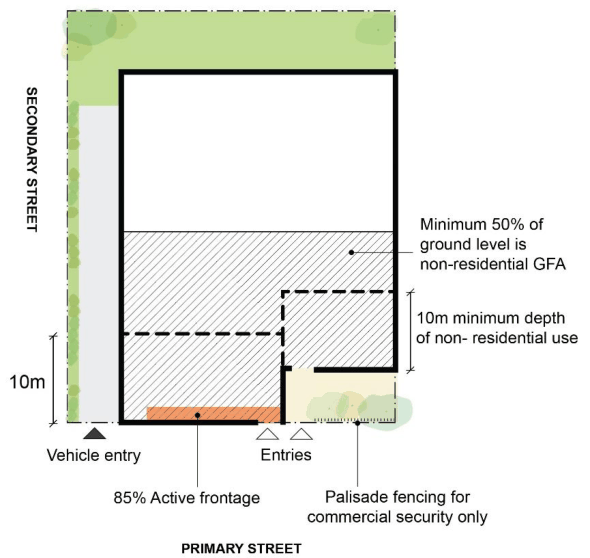 SECONDARY STREET
Minimum 50% of
ground level is
non-residential GFA
10m minimum depth
of non- residential use
10m
Vehicle entry
Entries
85% Active frontage
Palisade fencing for
commercial security only
PRIMARY STREET